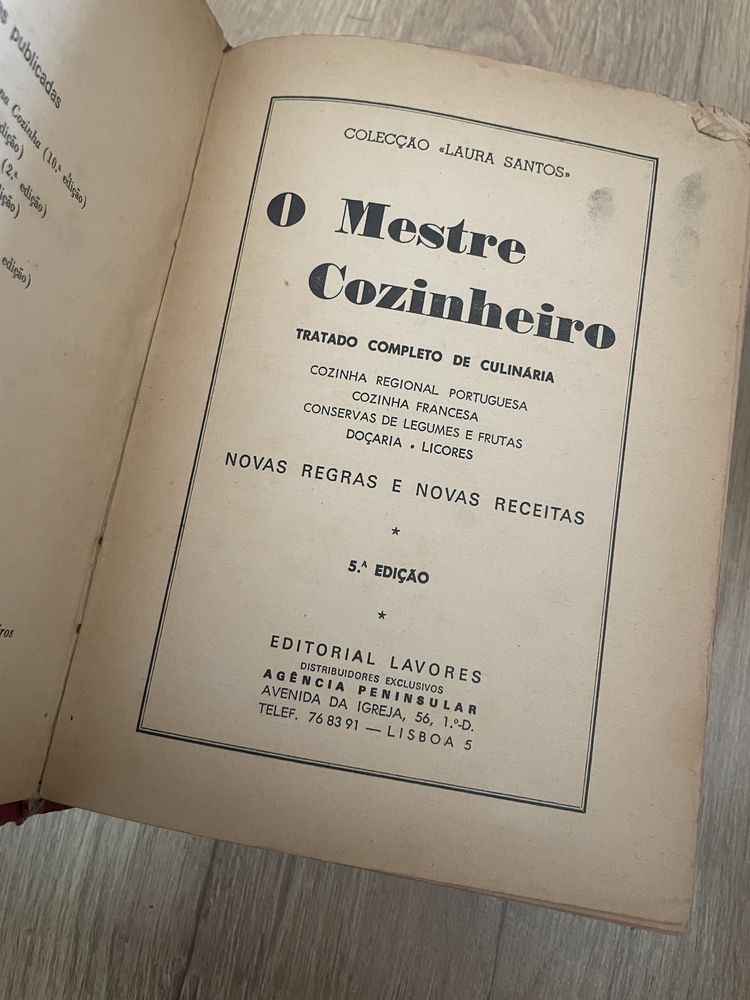 publicadas
na Cozinha (10.ª edição)
edição)
(2.ª edição)
edição)
COLECÇÃO «LAURA SANTOS»
O Mestre
Cozinheiro
TRATADO COMPLETO DE CULINÁRIA
COZINHA REGIONAL PORTUGUESA
COZINHA FRANCESA
CONSERVAS DE LEGUMES E FRUTAS
DOÇARIA • LICORES
NOVAS REGRAS E NOVAS RECEITAS
*
5.ª EDIÇÃO
*
EDITORIAL LAVORES
DISTRIBUIDORES EXCLUSIVOS
AGÊNCIA PENINSULAR
AVENIDA DA IGREJA, 56, 1.º-D.
TELEF. 76 83 91 — LISBOA 5